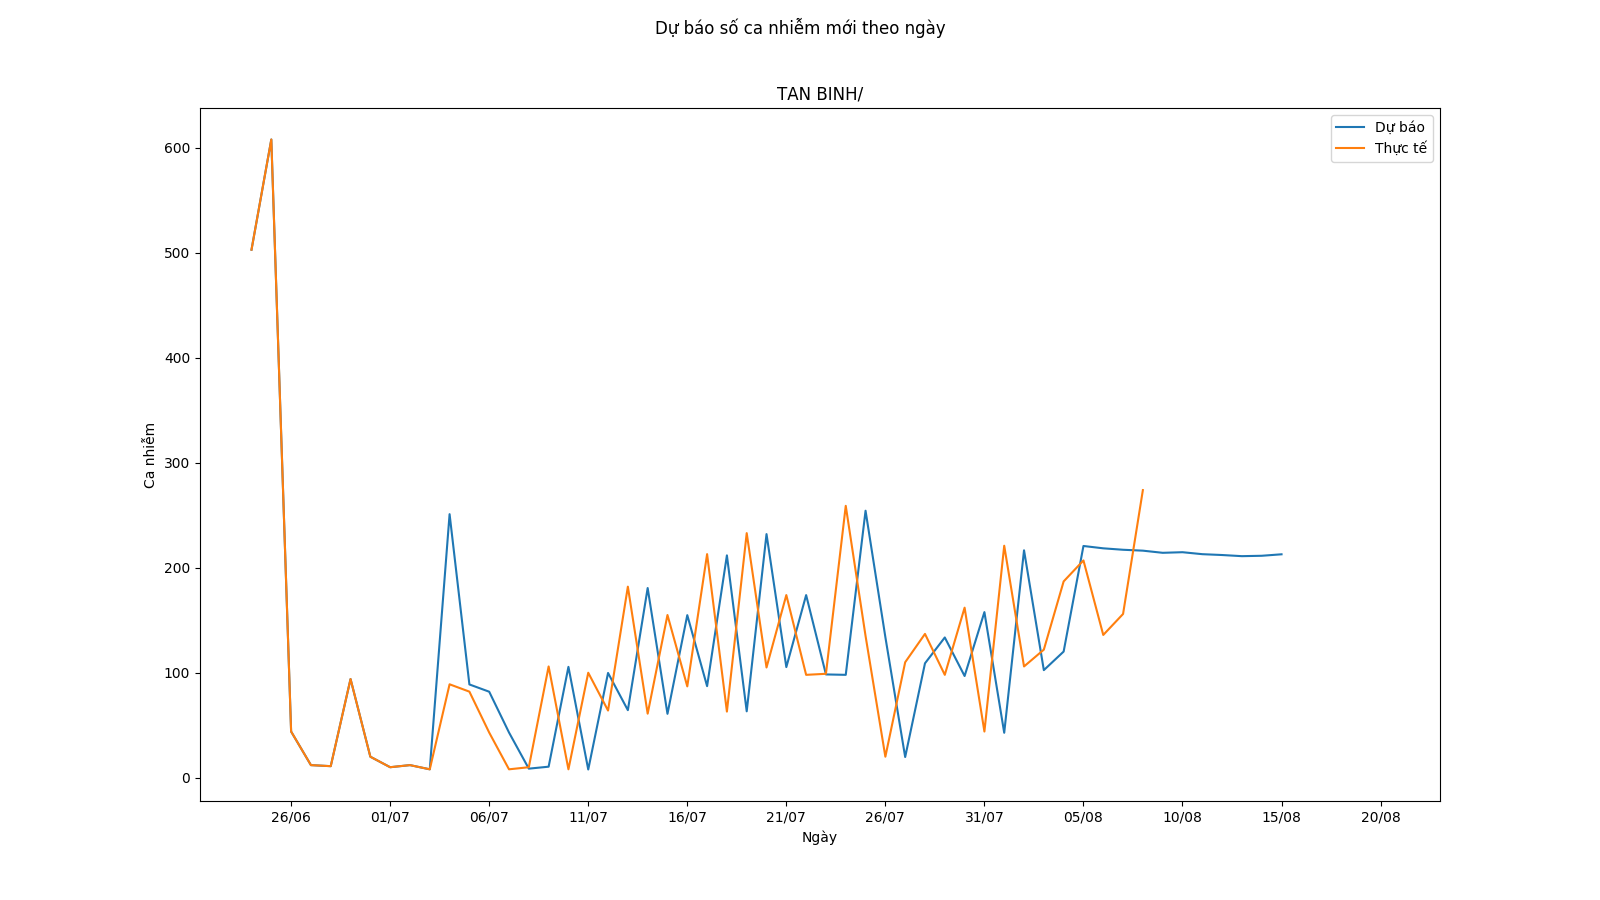 Dự báo số ca nhiễm mới theo ngày
TAN BINH/
Dự báo
Thực tế
600
500
400
300
200
100
0
Ca nhiễm
26/06 01/07 06/07 11/07 16/07 21/07 26/07 31/07 05/08 10/08 15/08 20/08
Ngày